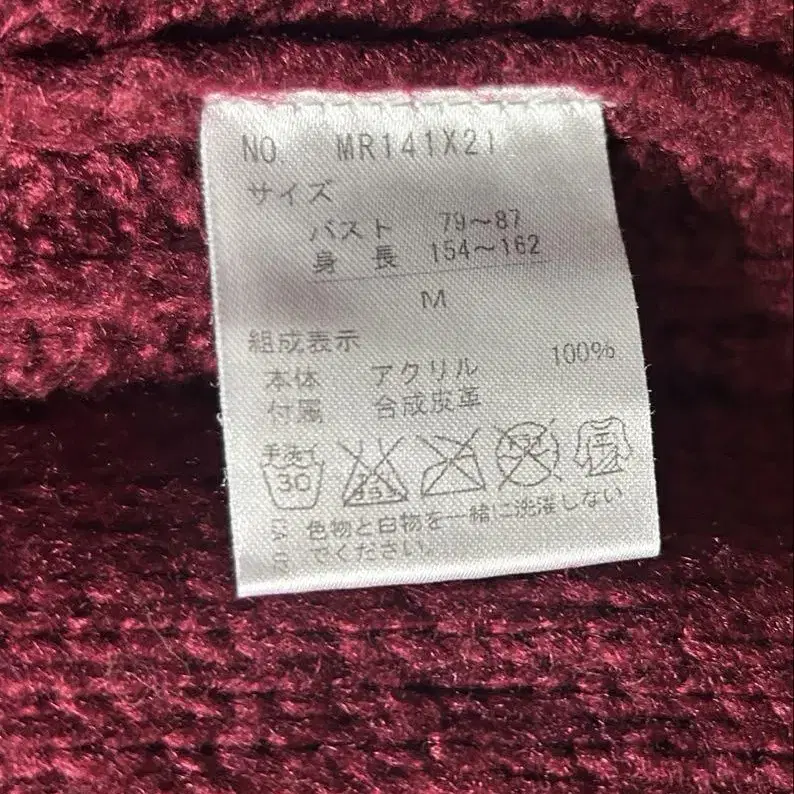 NO. MR141X21
サイズ
バスト 79～87
身 長 154～162
M
組成表示
本体 アクリル 100%
付属 合成皮革
手洗イ
30
色物と白物を一緒に洗濯しない
でください。